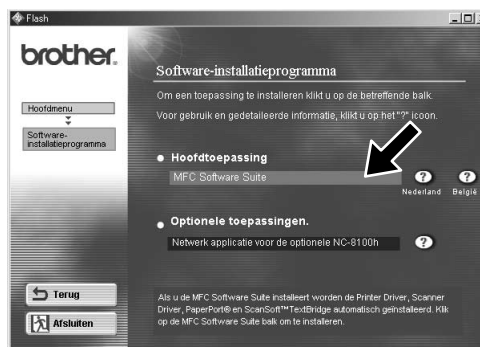 Flash
brother.
Hoofdmenu
Software-
installatieprogramma
Software-installatieprogramma
Om een toepassing te installeren klikt u op de betreffende balk.
Voor gebruik en gedetaileerde informatie, klikt u op het "?" icoon.
Hoofdtoepassing
MFC Software Suite
?
?
Nederland
België
Optionele toepassingen.
Netwerk applicatie voor de optionele NC-8100h
?
Terug
Afsluiten
Als u de MFC Software Suite installeert worden de Printer Driver, Scanner
Driver, PaperPort® en ScanSoft™TextBridge automatisch geïnstalleerd. Klik
op de MFC Software Suite balk om te installeren.